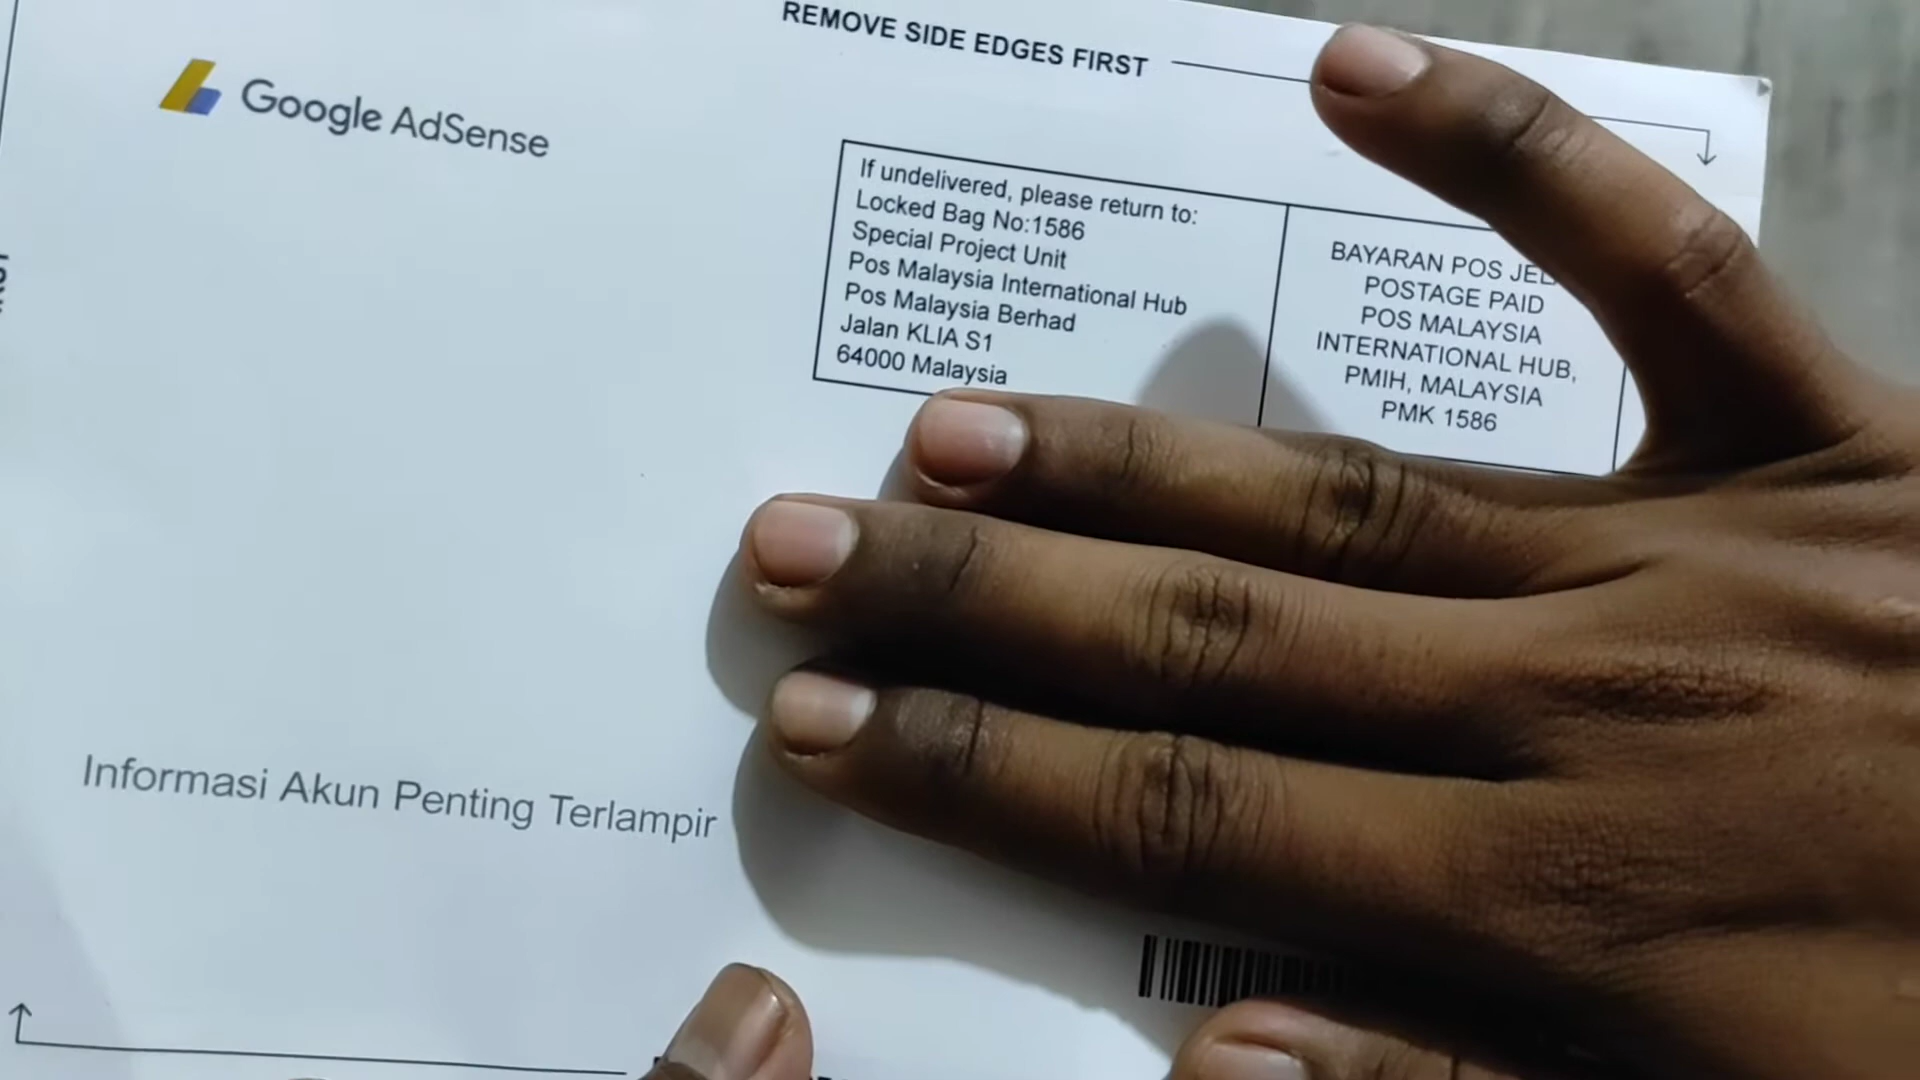 REMOVE SIDE EDGES FIRST
Google AdSense
If undelivered, please return to:
Locked Bag No:1586
Special Project Unit
Pos Malaysia International Hub
Pos Malaysia Berhad
Jalan KLIA S1
64000 Malaysia
BAYARAN POS
POSTAGE PAID
POS MALAYSIA
INTERNATIONAL HUB,
PMIH, MALAYSIA
PMK 1586
Informasi Akun Penting Terlampir